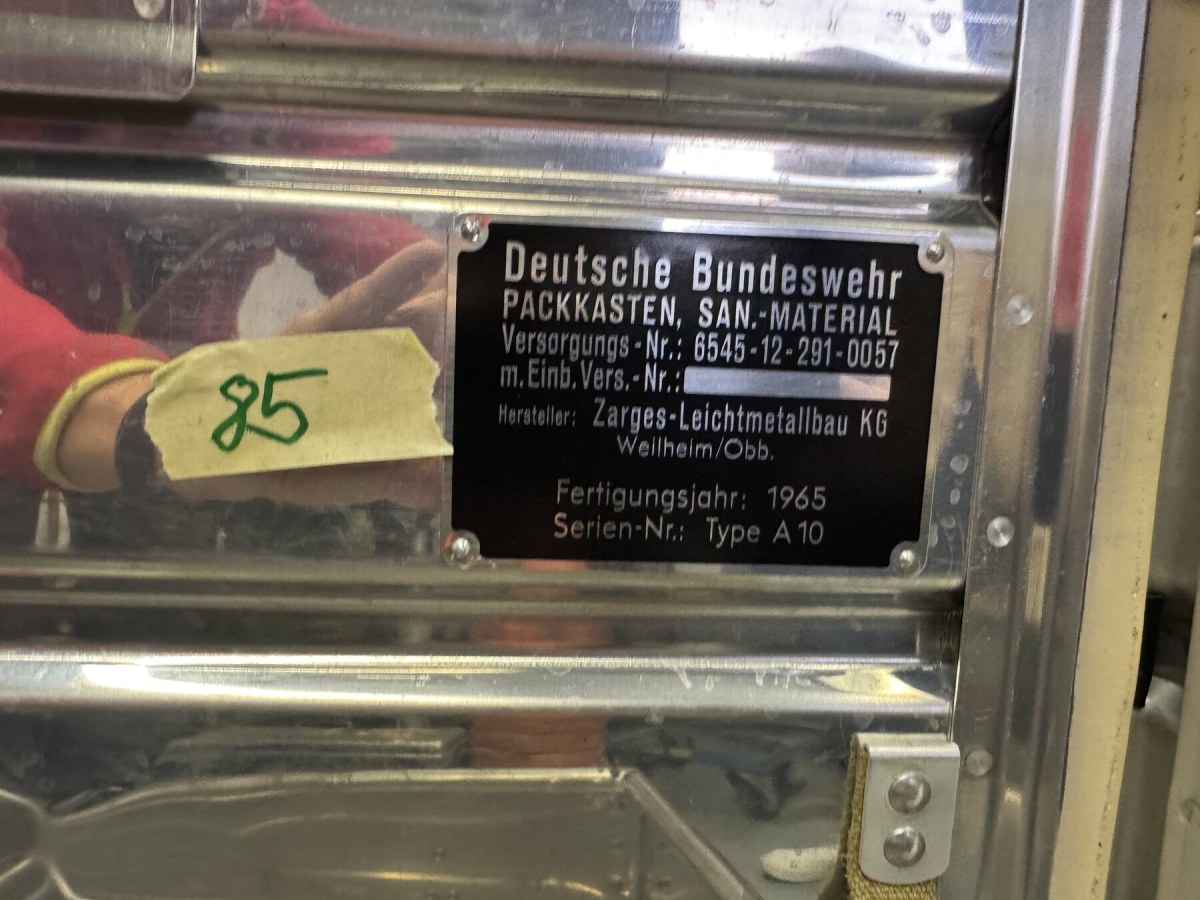 Deutsche Bundeswehr
PACKKASTEN, SAN.-MATERIAL
Versorgungs-Nr.: 6545-12-291-0057
m.Einb.Vers.-Nr.:
Hersteller: Zarges-Leichtmetallbau KG
Weilheim/Obb.
Fertigungsjahr: 1965
Serien-Nr.: Type A 10
85